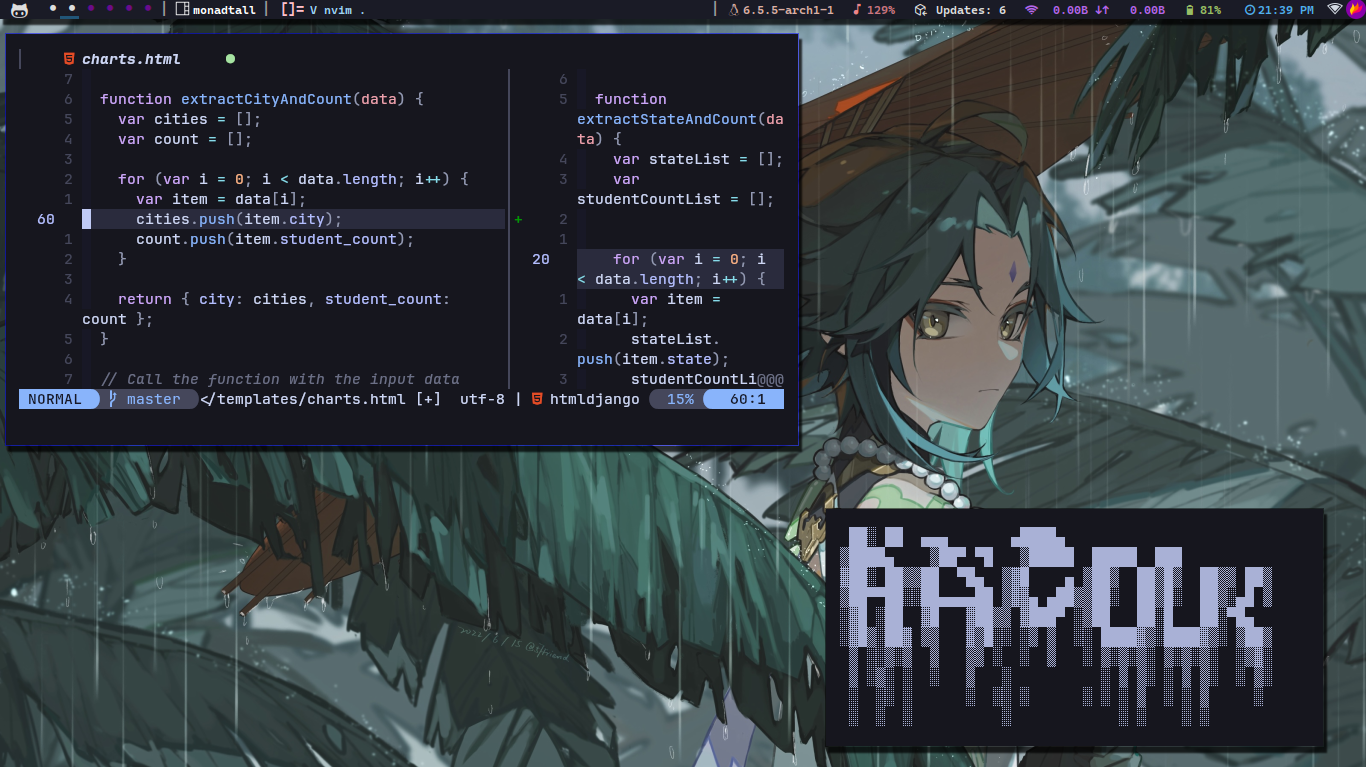 monadtall | []= V nvim . | 6.5.5-arch1-1 129% Updates: 6 0.00B ↓↑ 0.00B 81% 21:39 PM
charts.html
7
6 function extractCityAndCount(data) {
5 var cities = [];
4 var count = [];
3
2 for (var i = 0; i < data.length; i++) {
1 var item = data[i];
60 cities.push(item.city);
1 count.push(item.student_count);
2 }
3
4 return { city: cities, student_count:
count };
5 }
6
7 // Call the function with the input data
6
5 function
extractStateAndCount(da
ta) {
4 var stateList = [];
3 var
studentCountList = [];
+ 2
1
20 for (var i = 0; i
< data.length; i++) {
1 var item =
data[i];
2 stateList.
push(item.state);
3 studentCountLi@@@
NORMAL master </templates/charts.html [+] utf-8 | htmldjango 15% 60:1